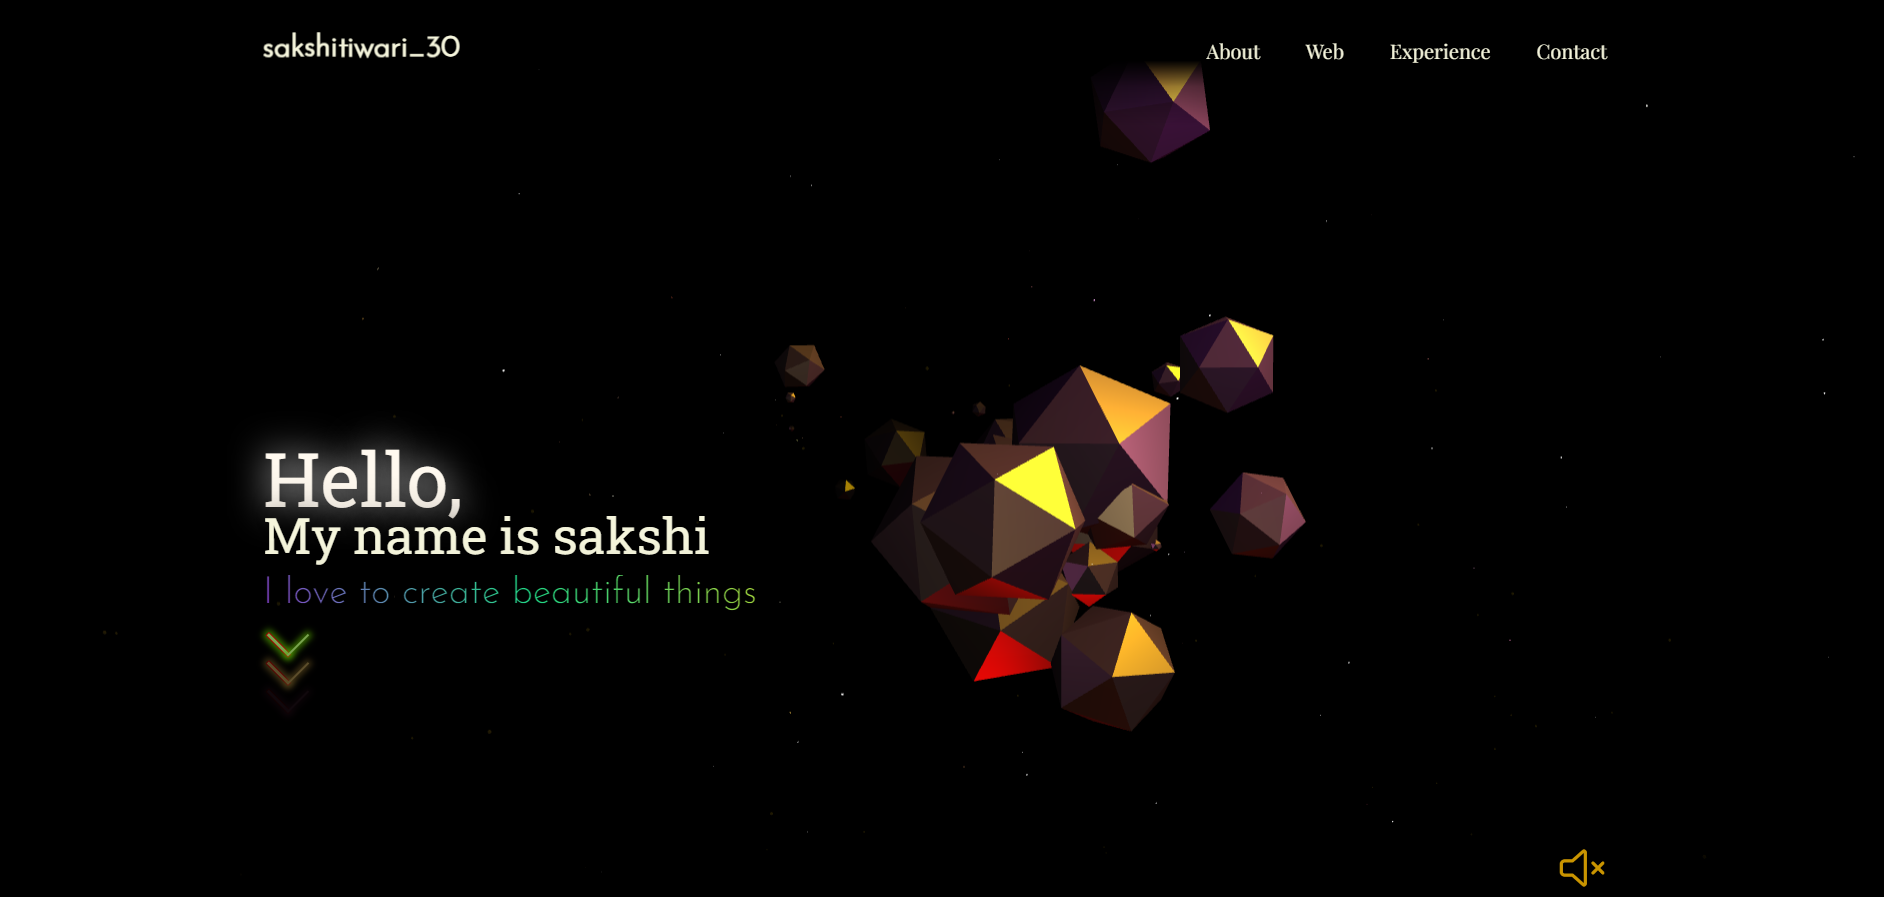 sakshitiwari_30
About Web Experience Contact
Hello,
My name is sakshi
I love to create beautiful things